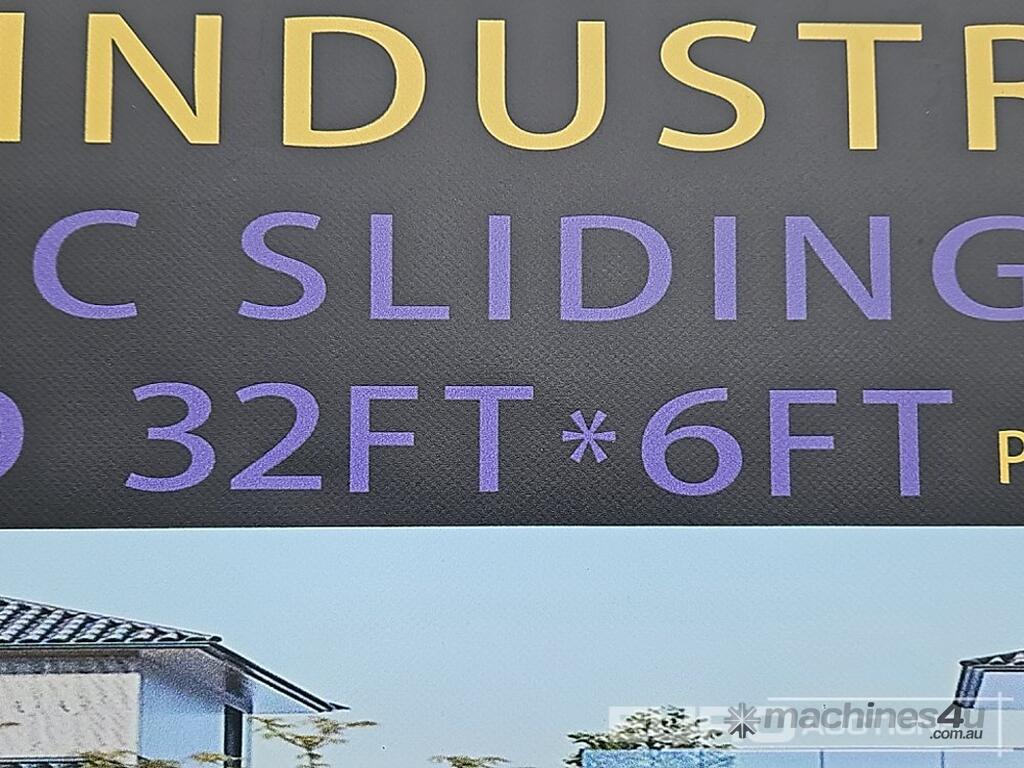 INDUSTR
C SLIDING
32FT*6FT P
machines4u
.com.au